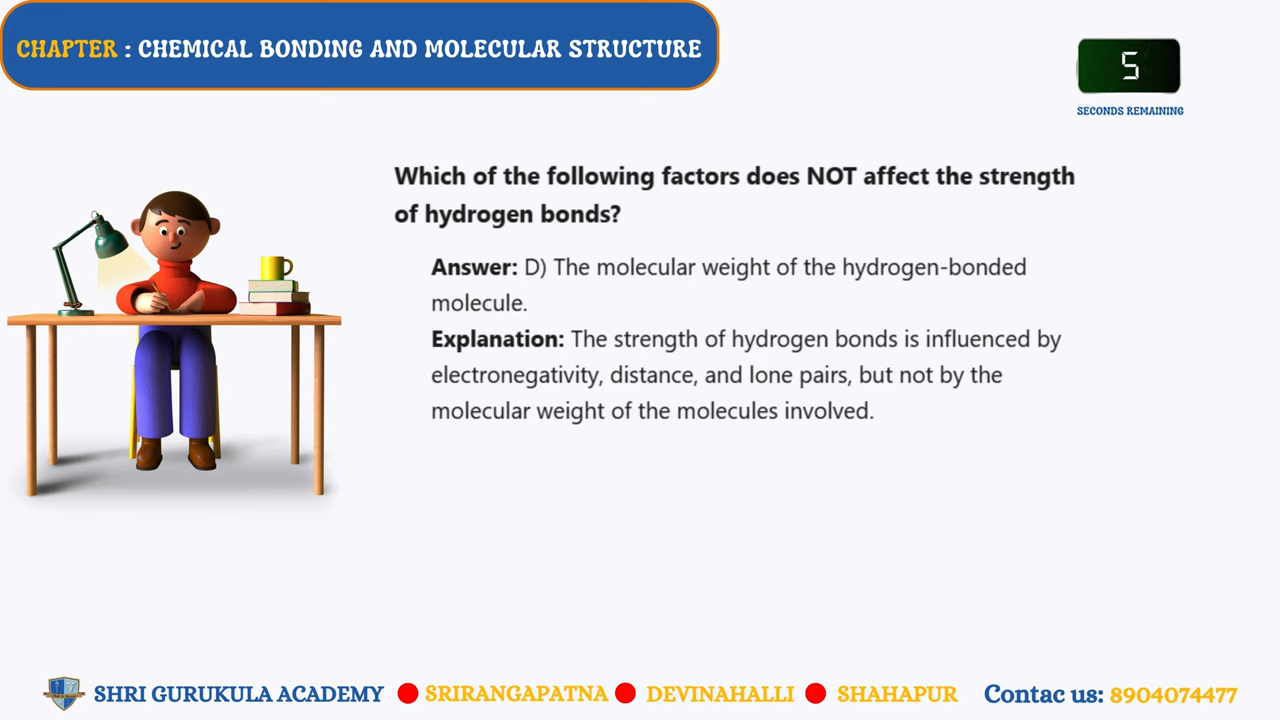 CHAPTER : CHEMICAL BONDING AND MOLECULAR STRUCTURE
5
SECONDS REMAINING
Which of the following factors does NOT affect the strength
of hydrogen bonds?
Answer: D) The molecular weight of the hydrogen-bonded
molecule.
Explanation: The strength of hydrogen bonds is influenced by
electronegativity, distance, and lone pairs, but not by the
molecular weight of the molecules involved.
SHRI GURUKULA ACADEMY SRIRANGAPATNA DEVINAHALLI SHAHAPUR Contac us: 8904074477